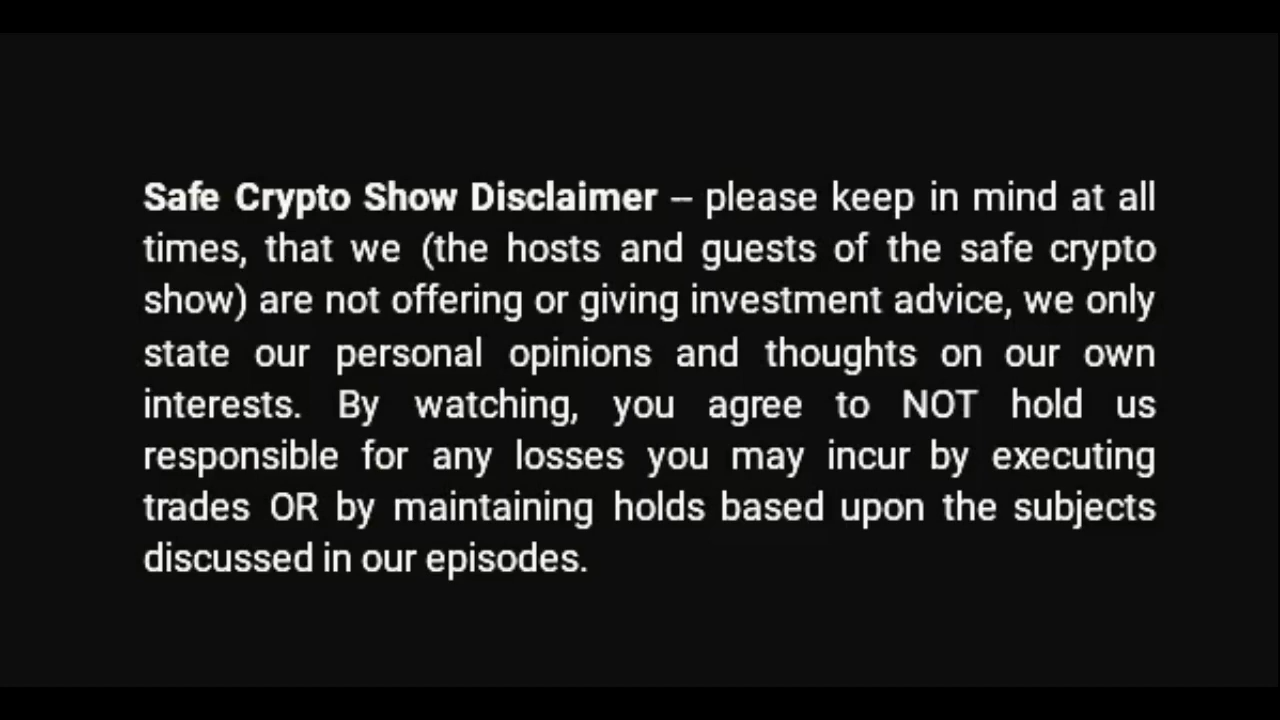 Safe Crypto Show Disclaimer – please keep in mind at all
times, that we (the hosts and guests of the safe crypto
show) are not offering or giving investment advice, we only
state our personal opinions and thoughts on our own
interests. By watching, you agree to NOT hold us
responsible for any losses you may incur by executing
trades OR by maintaining holds based upon the subjects
discussed in our episodes.